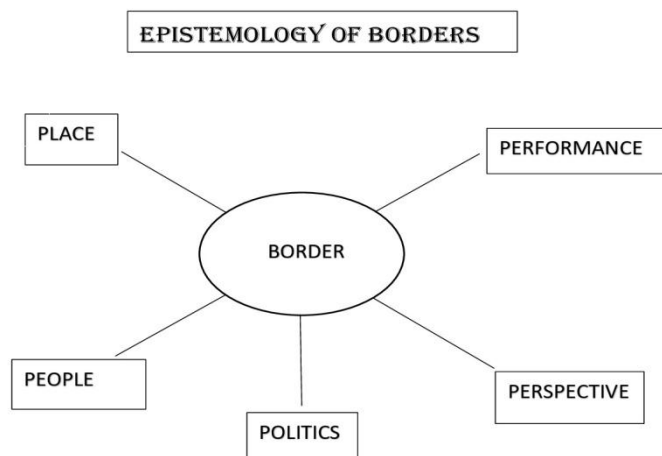 EPISTEMOLOGY OF BORDERS
PLACE
PERFORMANCE
BORDER
PEOPLE
PERSPECTIVE
POLITICS